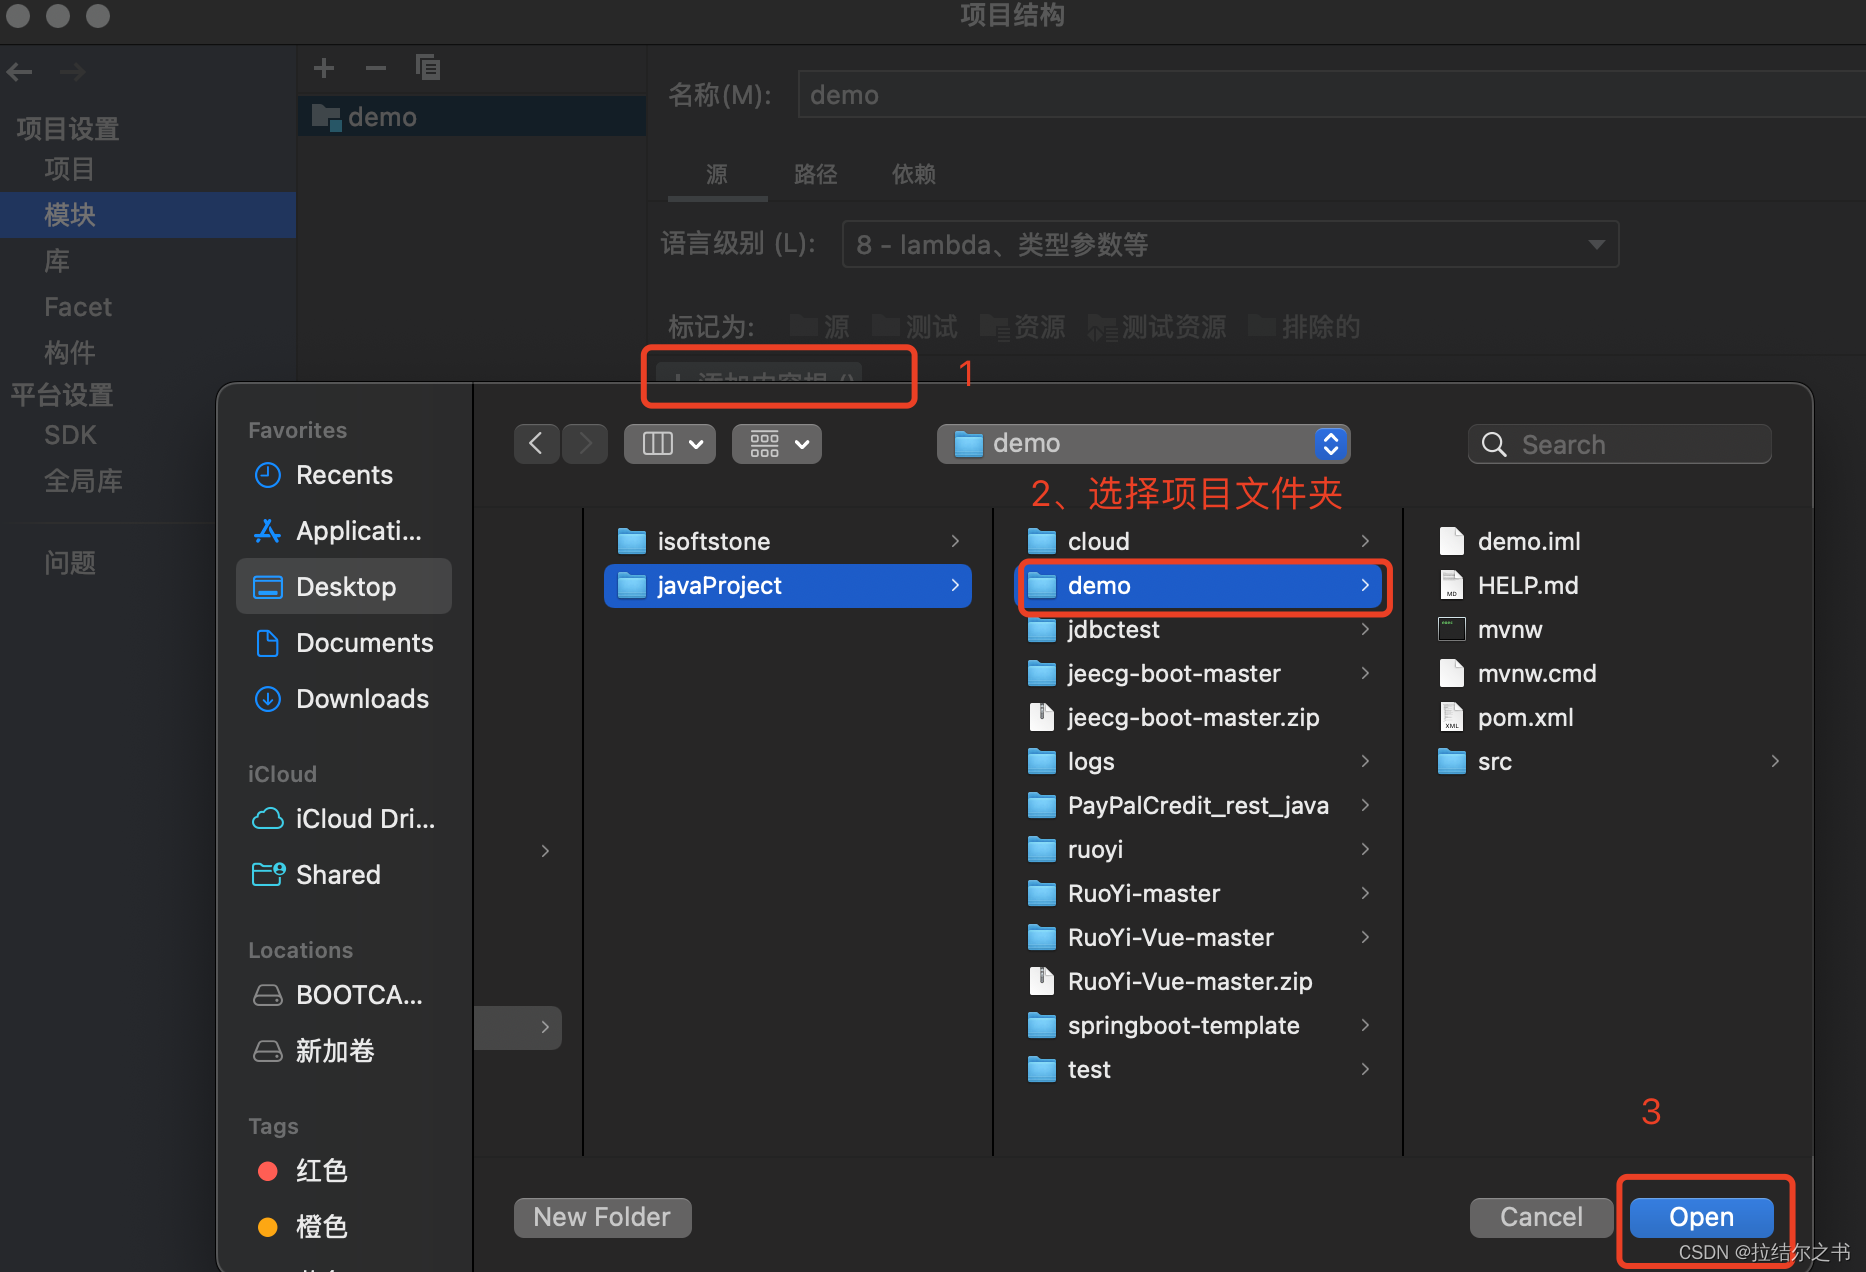 项目结构
项目设置
项目
模块
库
Facet
构件
平台设置
SDK
全局库
问题
demo
名称(M):
demo
源
路径
依赖
语言级别 (L):
8 - lambda、类型参数等
标记为:
源
测试
资源
测试资源
排除的
1
Favorites
Recents
Applicati...
Desktop
Documents
Downloads
iCloud
iCloud Dri...
Shared
Locations
BOOTCA...
新加卷
Tags
红色
橙色
demo
Search
2、选择项目文件夹
isoftstone
javaProject
cloud
demo
jdbctest
jeecg-boot-master
jeecg-boot-master.zip
logs
PayPalCredit_rest_java
ruoyi
RuoYi-master
RuoYi-Vue-master
RuoYi-Vue-master.zip
springboot-template
test
demo.iml
HELP.md
mvnw
mvnw.cmd
pom.xml
src
3
New Folder
Cancel
Open
CSDN @拉结尔之书